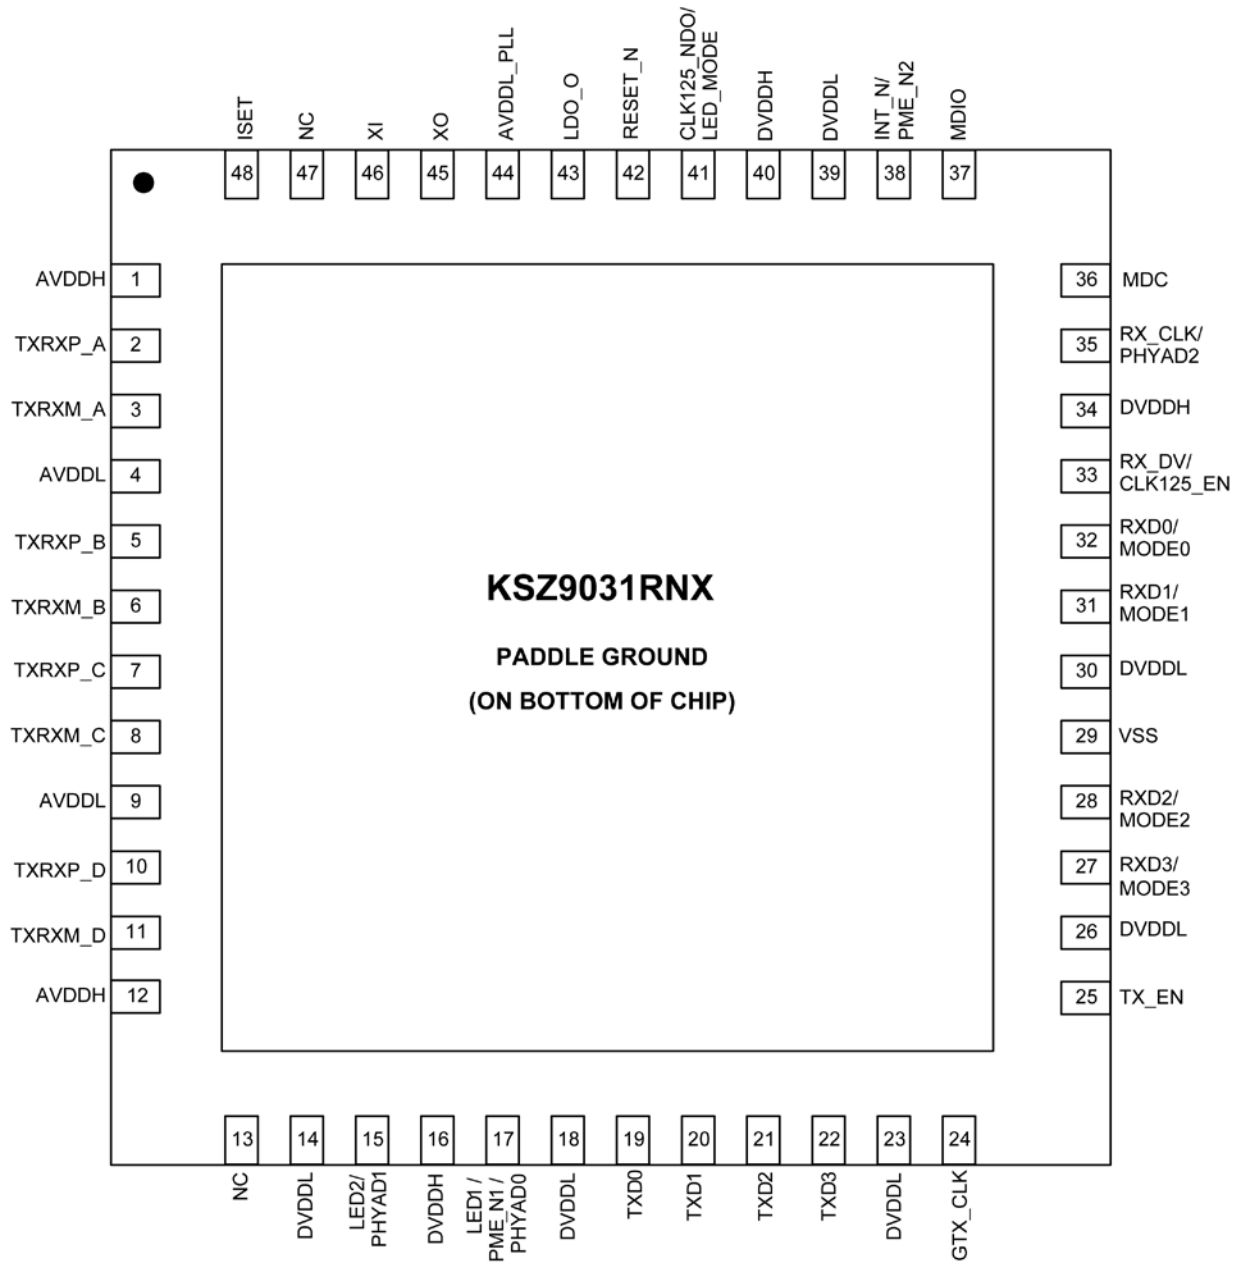 ISET
NC
XI
XO
AVDDL_PLL
LDO_O
RESET_N
CLK125_NDO/
LED_MODE
DVDDH
DVDDL
INT_N/
PME_N2
MDIO
48
47
46
45
44
43
42
41
40
39
38
37
AVDDH 1
TXRXP_A 2
TXRXM_A 3
AVDDL 4
TXRXP_B 5
TXRXM_B 6
TXRXP_C 7
TXRXM_C 8
AVDDL 9
TXRXP_D 10
TXRXM_D 11
AVDDH 12
KSZ9031RNX
PADDLE GROUND
(ON BOTTOM OF CHIP)
36 MDC
35 RX_CLK/
PHYAD2
34 DVDDH
33 RX_DV/
CLK125_EN
32 RXD0/
MODE0
31 RXD1/
MODE1
30 DVDDL
29 VSS
28 RXD2/
MODE2
27 RXD3/
MODE3
26 DVDDL
25 TX_EN
13
14
15
16
17
18
19
20
21
22
23
24
NC
DVDDL
LED2/
PHYAD1
DVDDH
LED1 /
PME_N1 /
PHYAD0
DVDDL
TXD0
TXD1
TXD2
TXD3
DVDDL
GTX_CLK